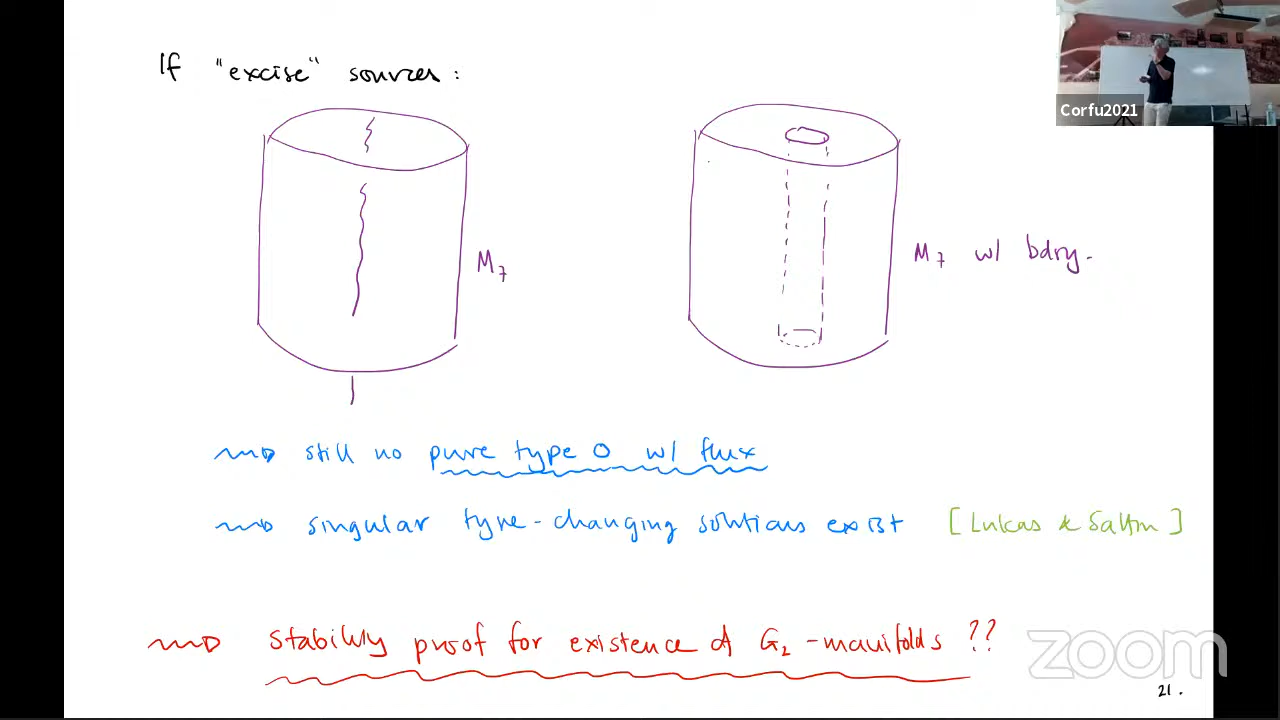 If "excise" sources :
Corfu2021
M7
M7 w/ bdry.
still no pure type 0 w/ flux
singular type-changing solutions exist [Lukas & Saltm]
stability proof for existence of G2-manifolds ??
zoom
21.